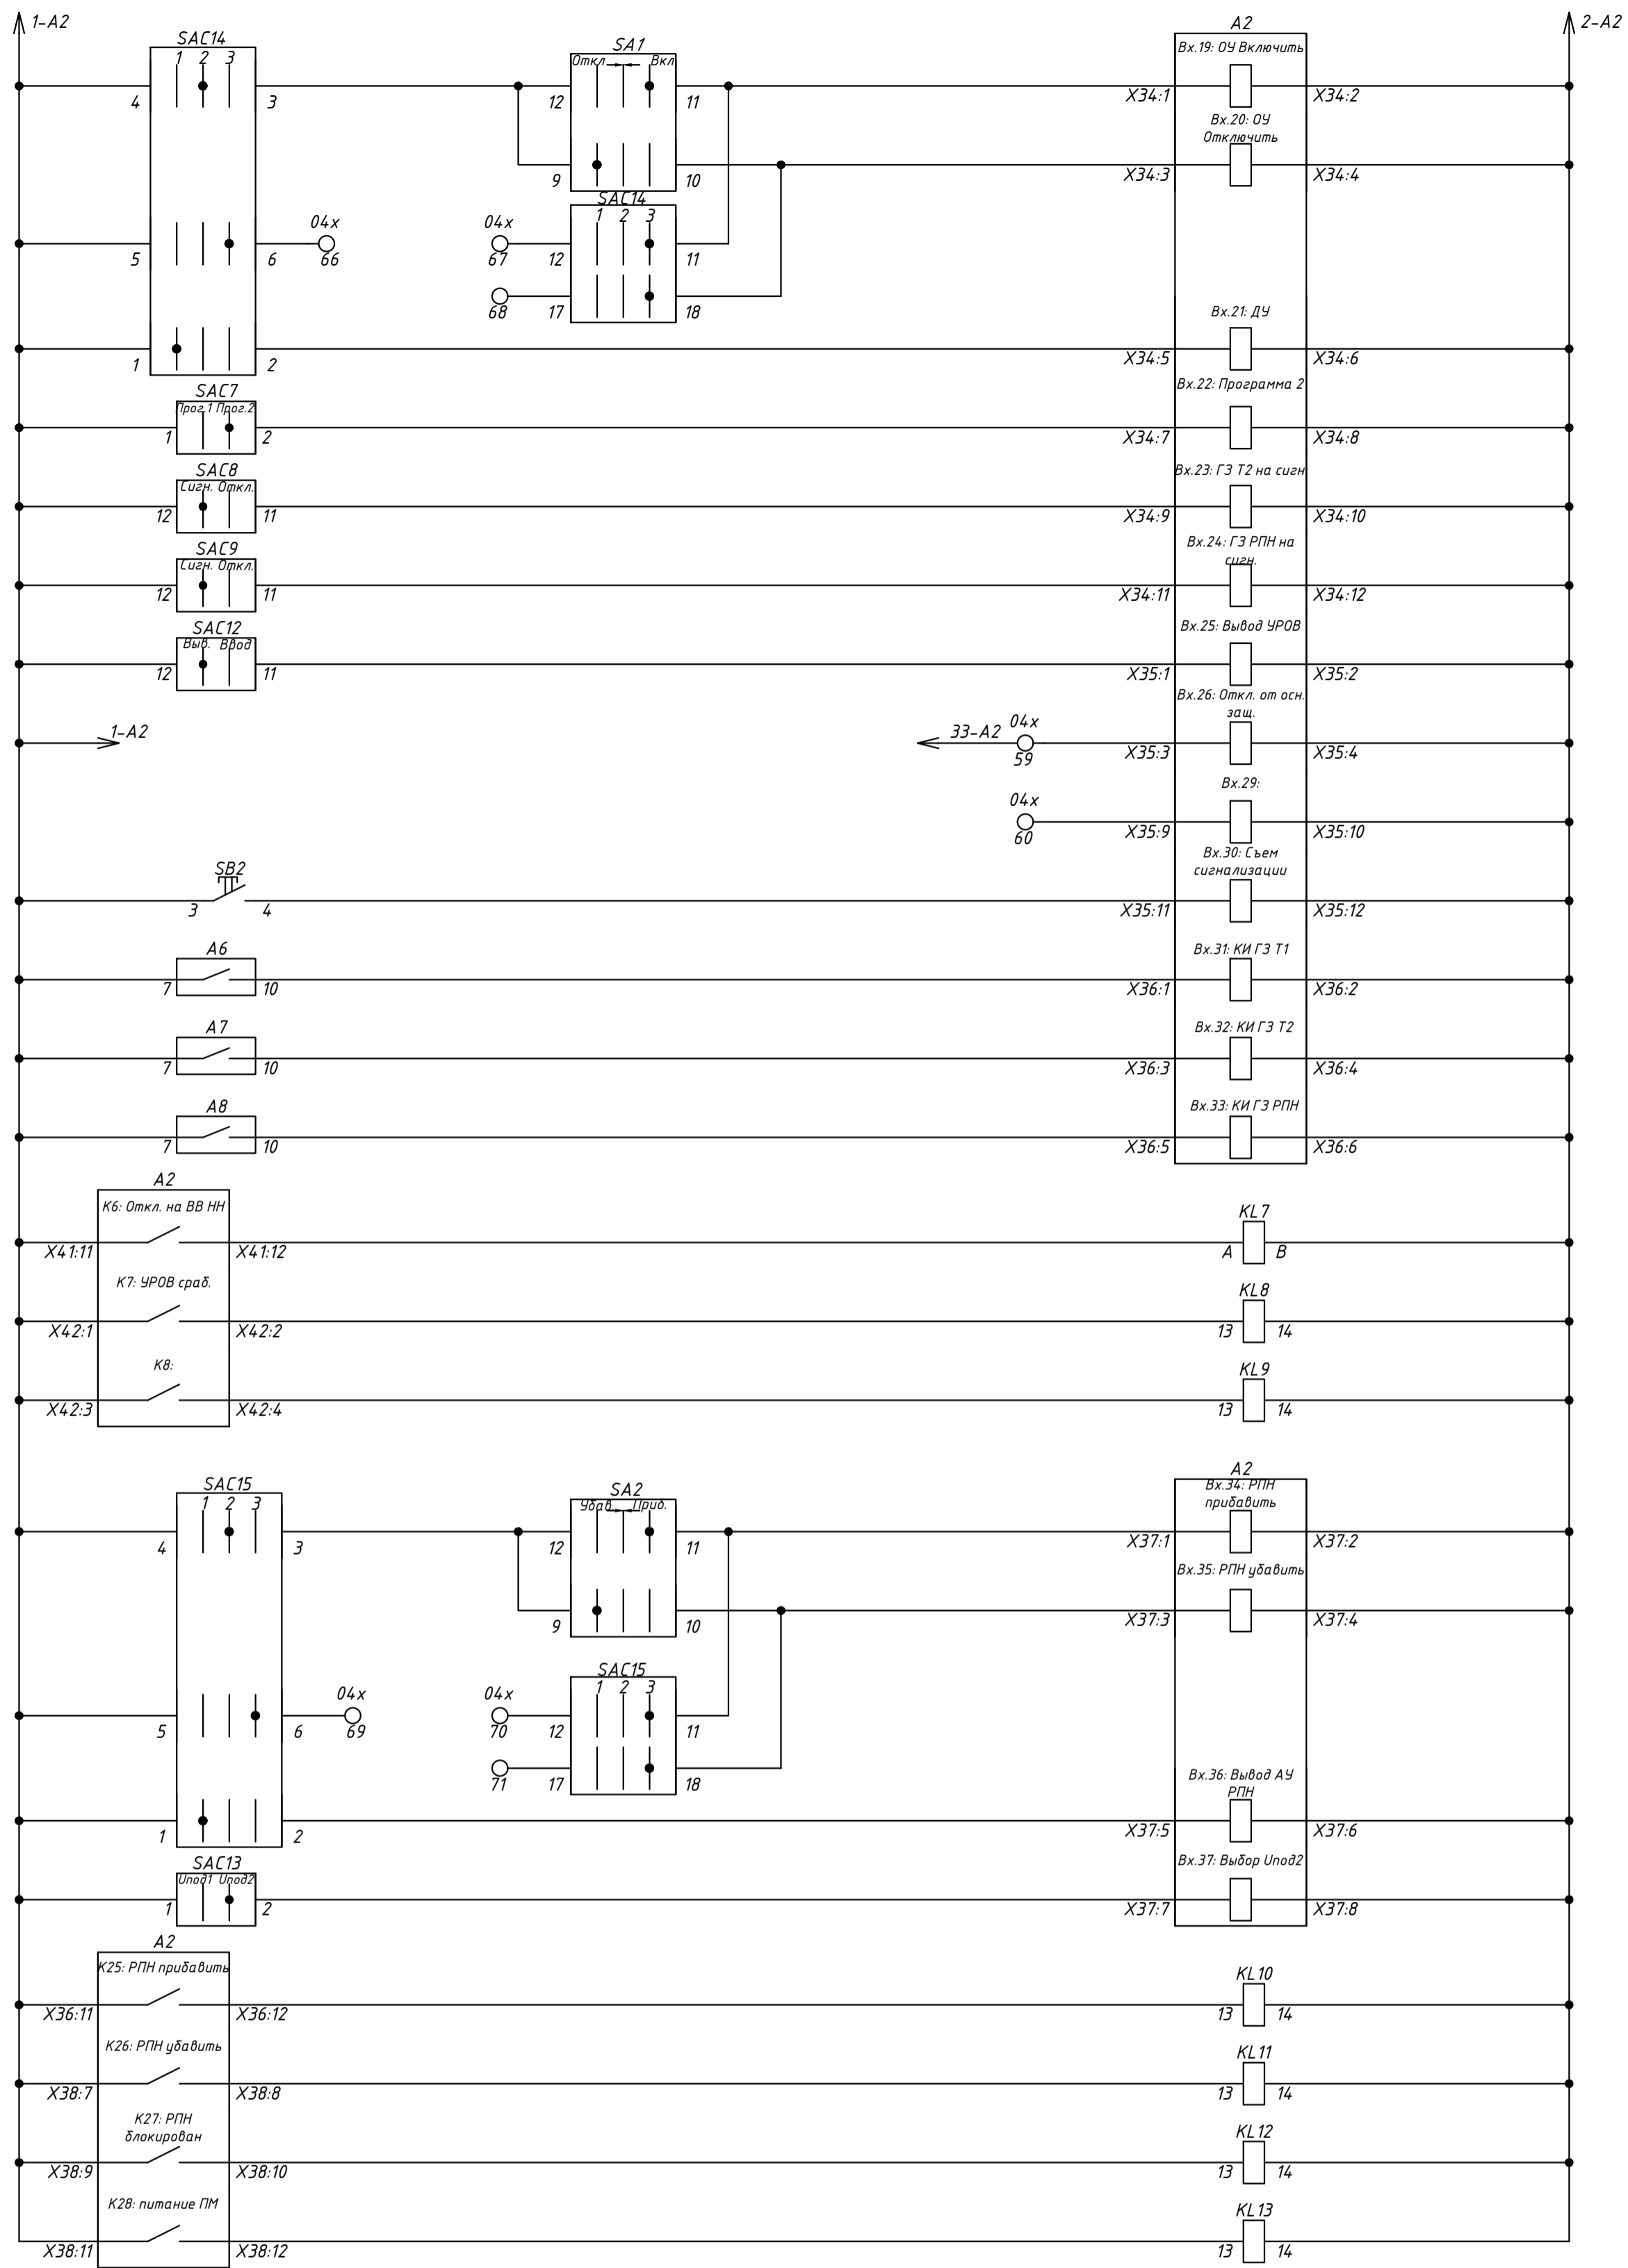 1-A2
2-A2
SAC14
SA1
A2
1 2 3
Откл
Вкл
Вх.19: ОУ Включить
4
3
12
11
X34:1
X34:2
Вх.20: ОУ
Отключить
9
10
X34:3
X34:4
SAC14
1 2 3
04x
04x
5
6
66
67
12
11
68
17
18
Вх.21: ДУ
1
2
X34:5
X34:6
SAC7
Вх.22: Программа 2
Прог.1 Прог.2
1
2
X34:7
X34:8
SAC8
Вх.23: ГЗ Т2 на сигн
Сигн. Откл.
12
11
X34:9
X34:10
SAC9
Вх.24: ГЗ РПН на
сигн.
Сигн. Откл.
12
11
X34:11
X34:12
SAC12
Вх.25: Вывод УРОВ
Выв. Ввод
12
11
X35:1
X35:2
Вх.26: Откл. от осн.
защ.
1-A2
33-A2
04x
59
X35:3
X35:4
Вх.29:
04x
60
X35:9
X35:10
Вх.30: Съем
сигнализации
SB2
3
4
X35:11
X35:12
A6
Вх.31: КИ ГЗ Т1
7
10
X36:1
X36:2
A7
Вх.32: КИ ГЗ Т2
7
10
X36:3
X36:4
A8
Вх.33: КИ ГЗ РПН
7
10
X36:5
X36:6
A2
К6: Откл. на ВВ НН
KL7
X41:11
X41:12
A
B
К7: УРОВ сраб.
KL8
X42:1
X42:2
13
14
К8:
KL9
X42:3
X42:4
13
14
SAC15
SA2
A2
1 2 3
Убав.
Приб.
Вх.34: РПН
прибавить
4
3
12
11
X37:1
X37:2
Вх.35: РПН убавить
9
10
X37:3
X37:4
SAC15
1 2 3
04x
04x
5
6
69
70
12
11
71
17
18
Вх.36: Вывод АУ
РПН
1
2
X37:5
X37:6
SAC13
Вх.37: Выбор Uпод2
Uпод1 Uпод2
1
2
X37:7
X37:8
A2
К25: РПН прибавить
KL10
X36:11
X36:12
13
14
К26: РПН убавить
KL11
X38:7
X38:8
13
14
К27: РПН
блокирован
KL12
X38:9
X38:10
13
14
К28: питание ПМ
KL13
X38:11
X38:12
13
14